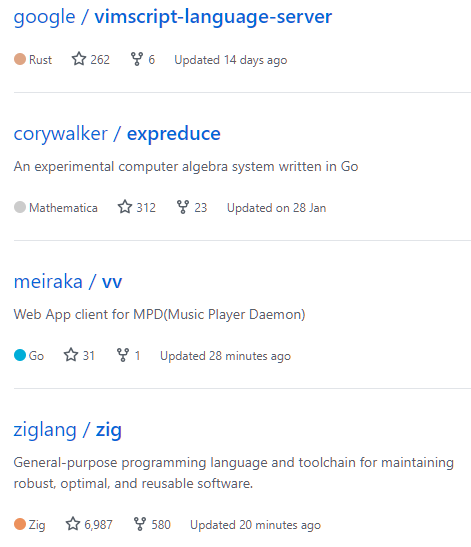 google / vimscript-language-server
Rust 262 6 Updated 14 days ago
corywalker / expreduce
An experimental computer algebra system written in Go
Mathematica 312 23 Updated on 28 Jan
meiraka / vv
Web App client for MPD(Music Player Daemon)
Go 31 1 Updated 28 minutes ago
ziglang / zig
General-purpose programming language and toolchain for maintaining
robust, optimal, and reusable software.
Zig 6,987 580 Updated 20 minutes ago